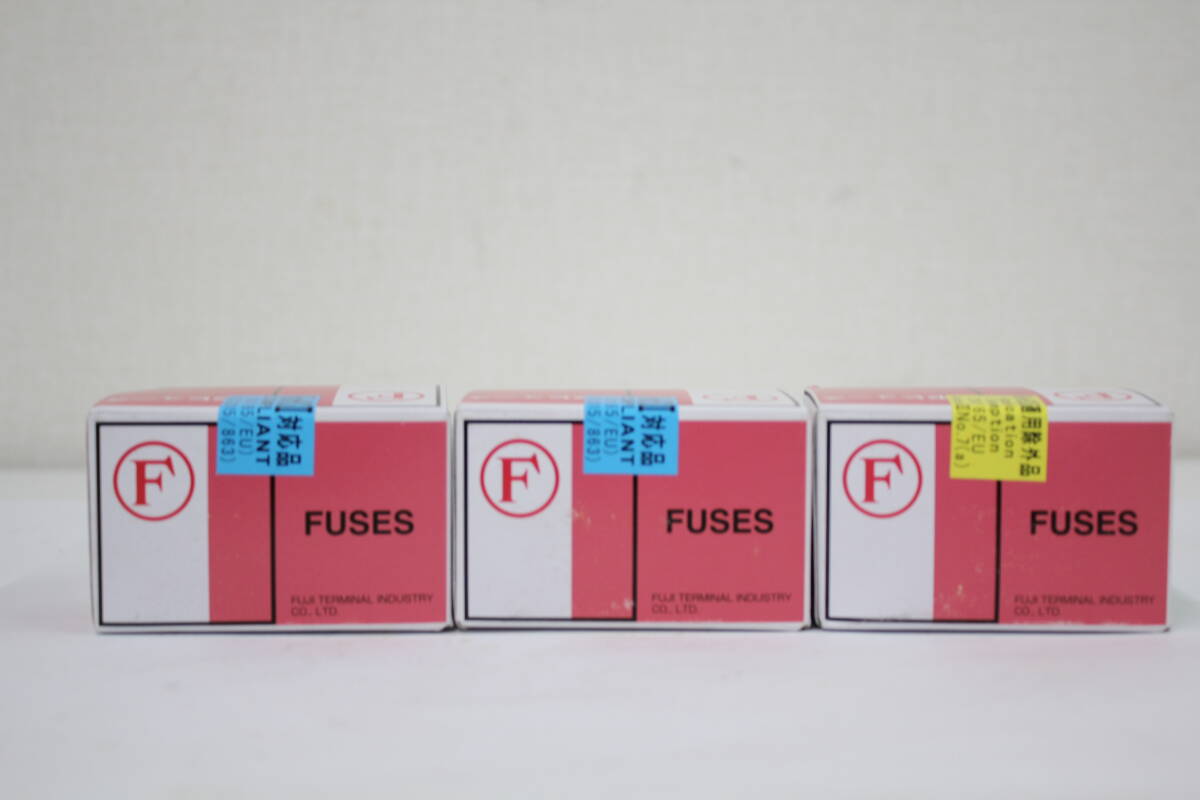 F
対応品
LIANT
5/EU)
5/863)
FUSES
FUJI TERMINAL INDUSTRY
CO., LTD.
F
対応品
LIANT
5/EU)
5/863)
FUSES
FUJI TERMINAL INDUSTRY
CO., LTD.
F
用除外品
cation
ption
65/EU
No.7(a)
FUSES
FUJI TERMINAL INDUSTRY
CO., LTD.